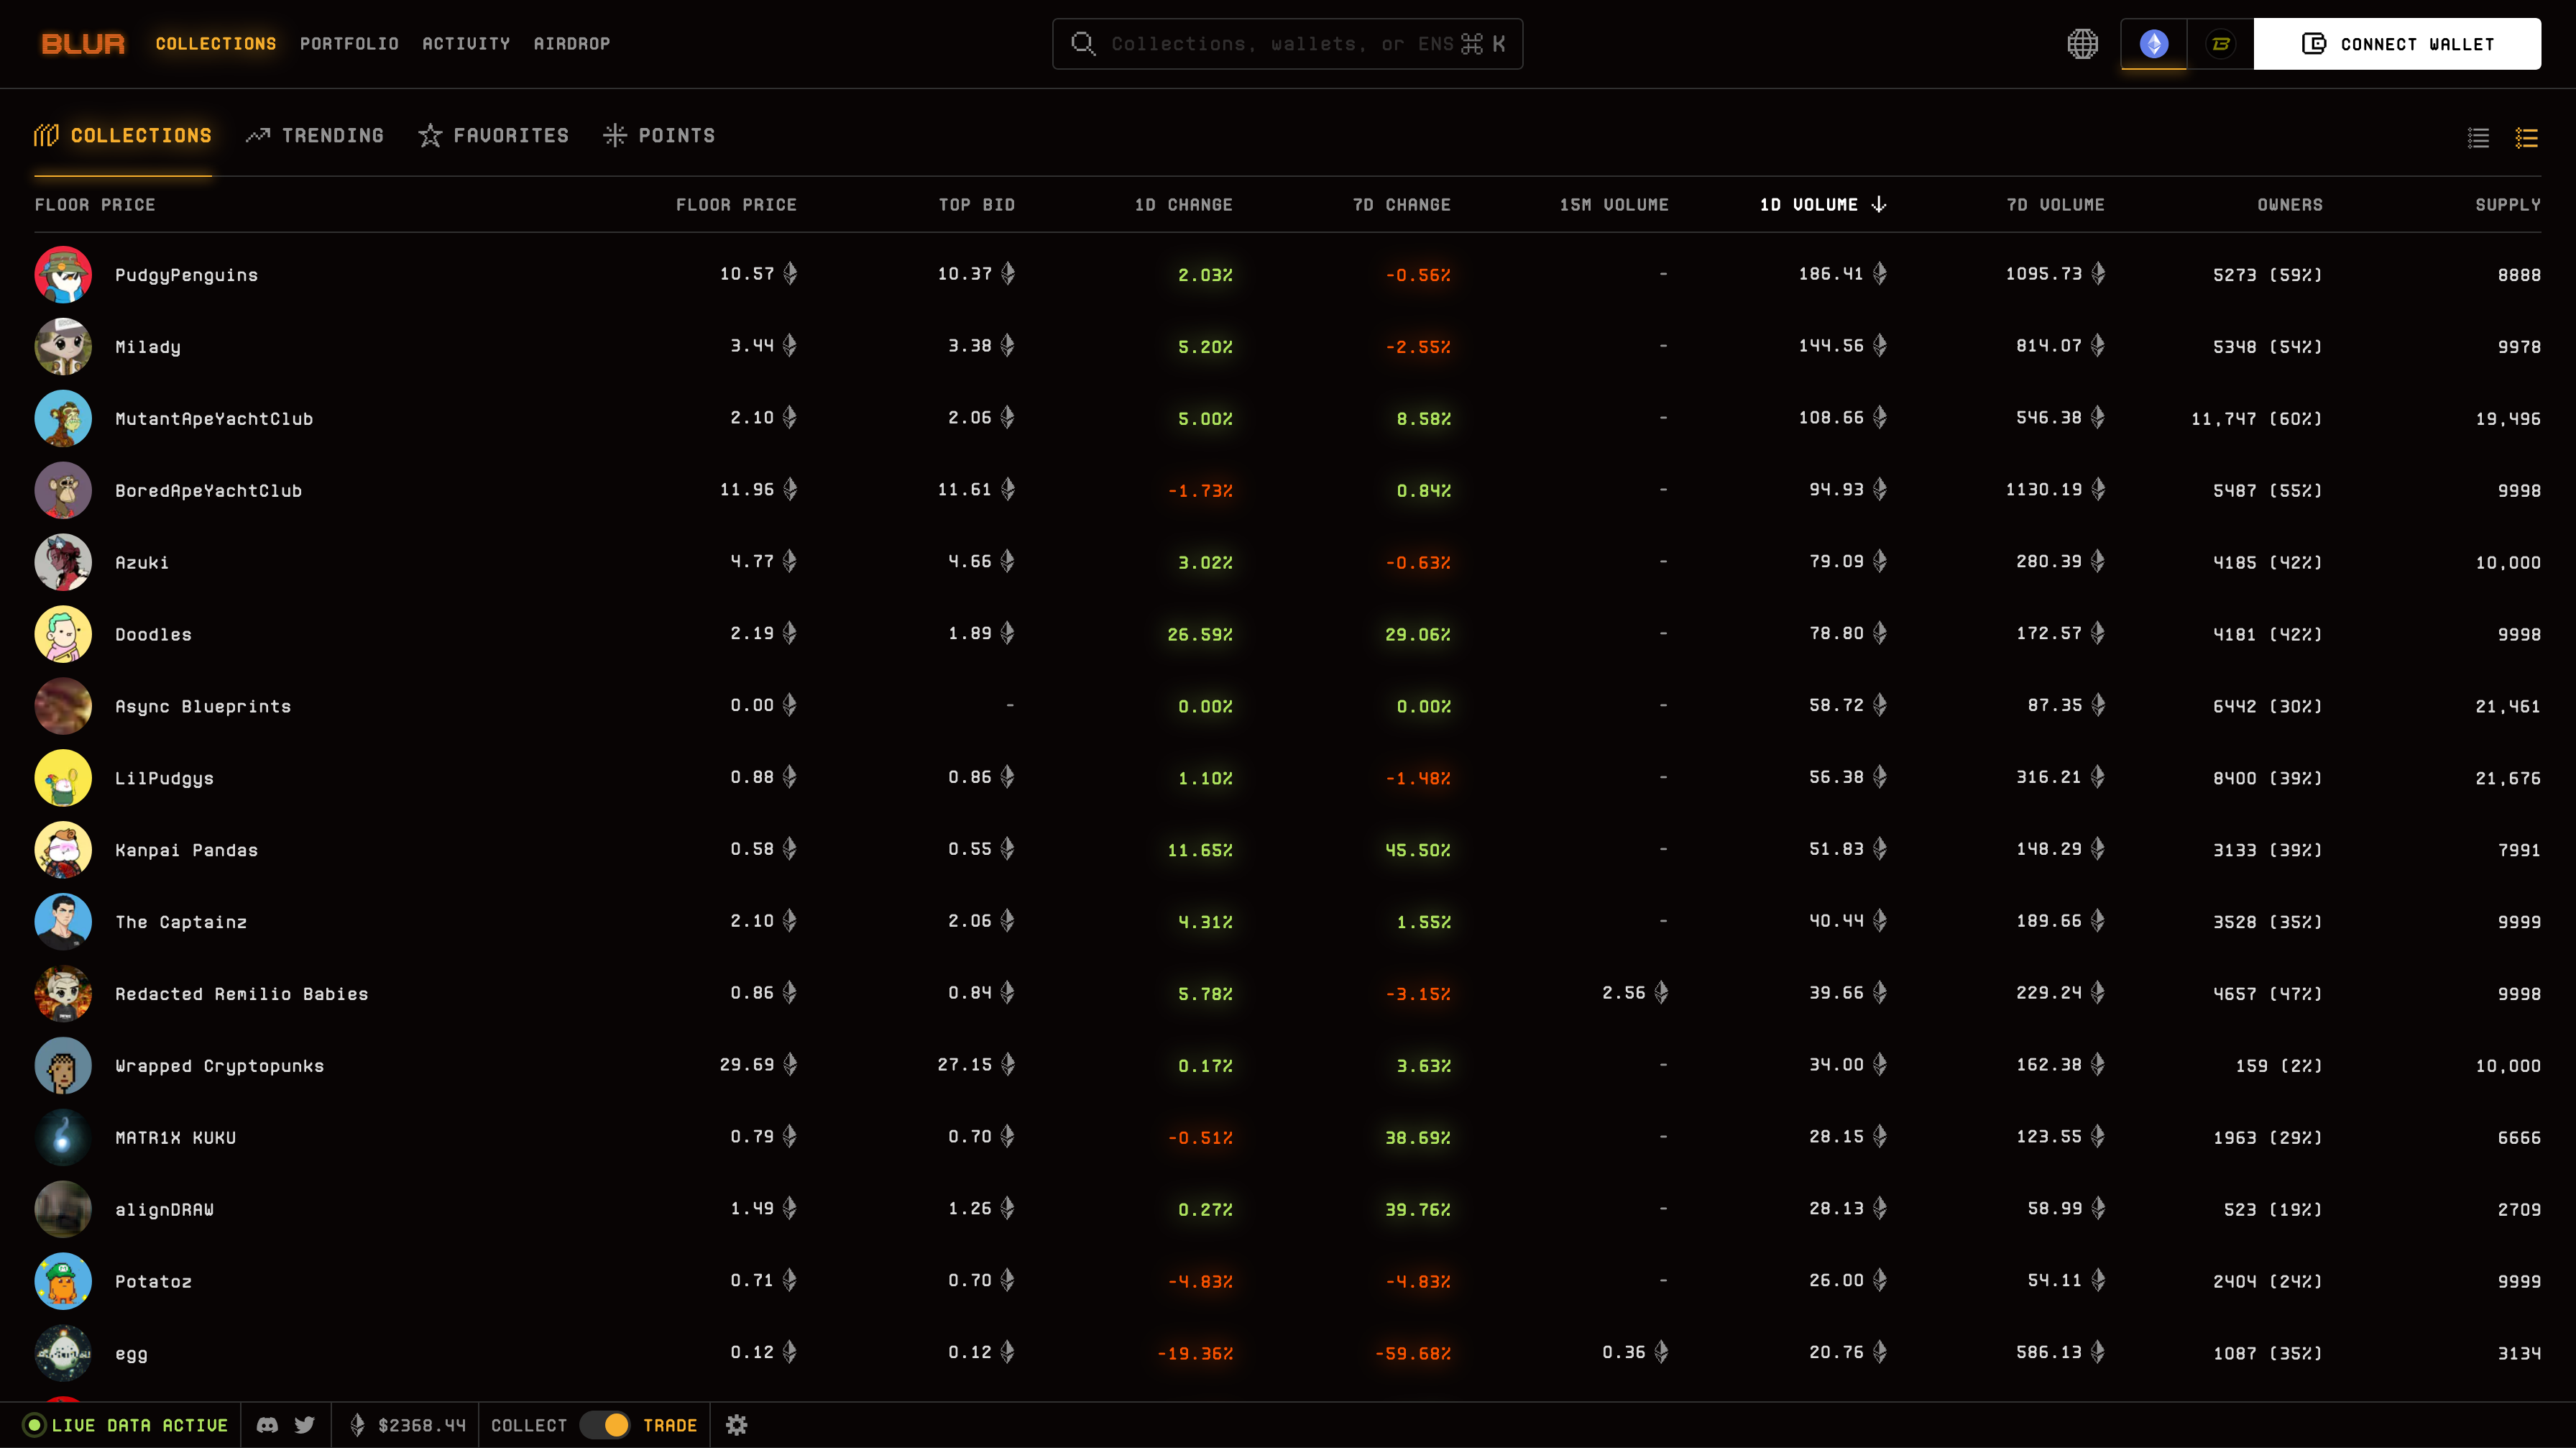 BLUR COLLECTIONS PORTFOLIO ACTIVITY AIRDROP Collections, wallets, or ENS ⌘ K CONNECT WALLET
COLLECTIONS TRENDING FAVORITES POINTS
FLOOR PRICE FLOOR PRICE TOP BID 1D CHANGE 7D CHANGE 15M VOLUME 1D VOLUME 7D VOLUME OWNERS SUPPLY
PudgyPenguins 10.57 10.37 2.03% -0.56% - 186.41 1095.73 5273 (59%) 8888
Milady 3.44 3.38 5.20% -2.55% - 144.56 814.07 5348 (54%) 9978
MutantApeYachtClub 2.10 2.06 5.00% 8.58% - 108.66 546.38 11,747 (60%) 19,496
BoredApeYachtClub 11.96 11.61 -1.73% 0.84% - 94.93 1130.19 5487 (55%) 9998
Azuki 4.77 4.66 3.02% -0.63% - 79.09 280.39 4185 (42%) 10,000
Doodles 2.19 1.89 26.59% 29.06% - 78.80 172.57 4181 (42%) 9998
Async Blueprints 0.00 - 0.00% 0.00% - 58.72 87.35 6442 (30%) 21,461
LilPudgys 0.88 0.86 1.10% -1.48% - 56.38 316.21 8400 (39%) 21,676
Kanpai Pandas 0.58 0.55 11.65% 45.50% - 51.83 148.29 3133 (39%) 7991
The Captainz 2.10 2.06 4.31% 1.55% - 40.44 189.66 3528 (35%) 9999
Redacted Remilio Babies 0.86 0.84 5.78% -3.15% 2.56 39.66 229.24 4657 (47%) 9998
Wrapped Cryptopunks 29.69 27.15 0.17% 3.63% - 34.00 162.38 159 (2%) 10,000
MATR1X KUKU 0.79 0.70 -0.51% 38.69% - 28.15 123.55 1963 (29%) 6666
alignDRAW 1.49 1.26 0.27% 39.76% - 28.13 58.99 523 (19%) 2709
Potatoz 0.71 0.70 -4.83% -4.83% - 26.00 54.11 2404 (24%) 9999
egg 0.12 0.12 -19.36% -59.68% 0.36 20.76 586.13 1087 (35%) 3134
LIVE DATA ACTIVE $2368.44 COLLECT TRADE